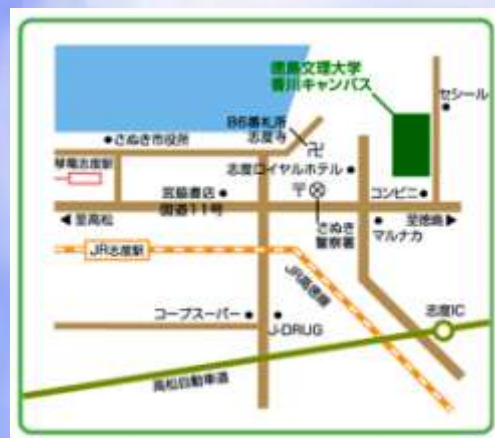 徳島文理大学
香川キャンパス
セシール
86番札所
志度寺
さぬき市役所
琴電志度駅
志度ロイヤルホテル
宮脇書店
〒
コンビニ
国道11号
◀至高松
さぬき
警察署
至徳島▶
マルナカ
JR志度駅
JR高徳線
志度IC
コープスーパー
J-DRUG
高松自動車道